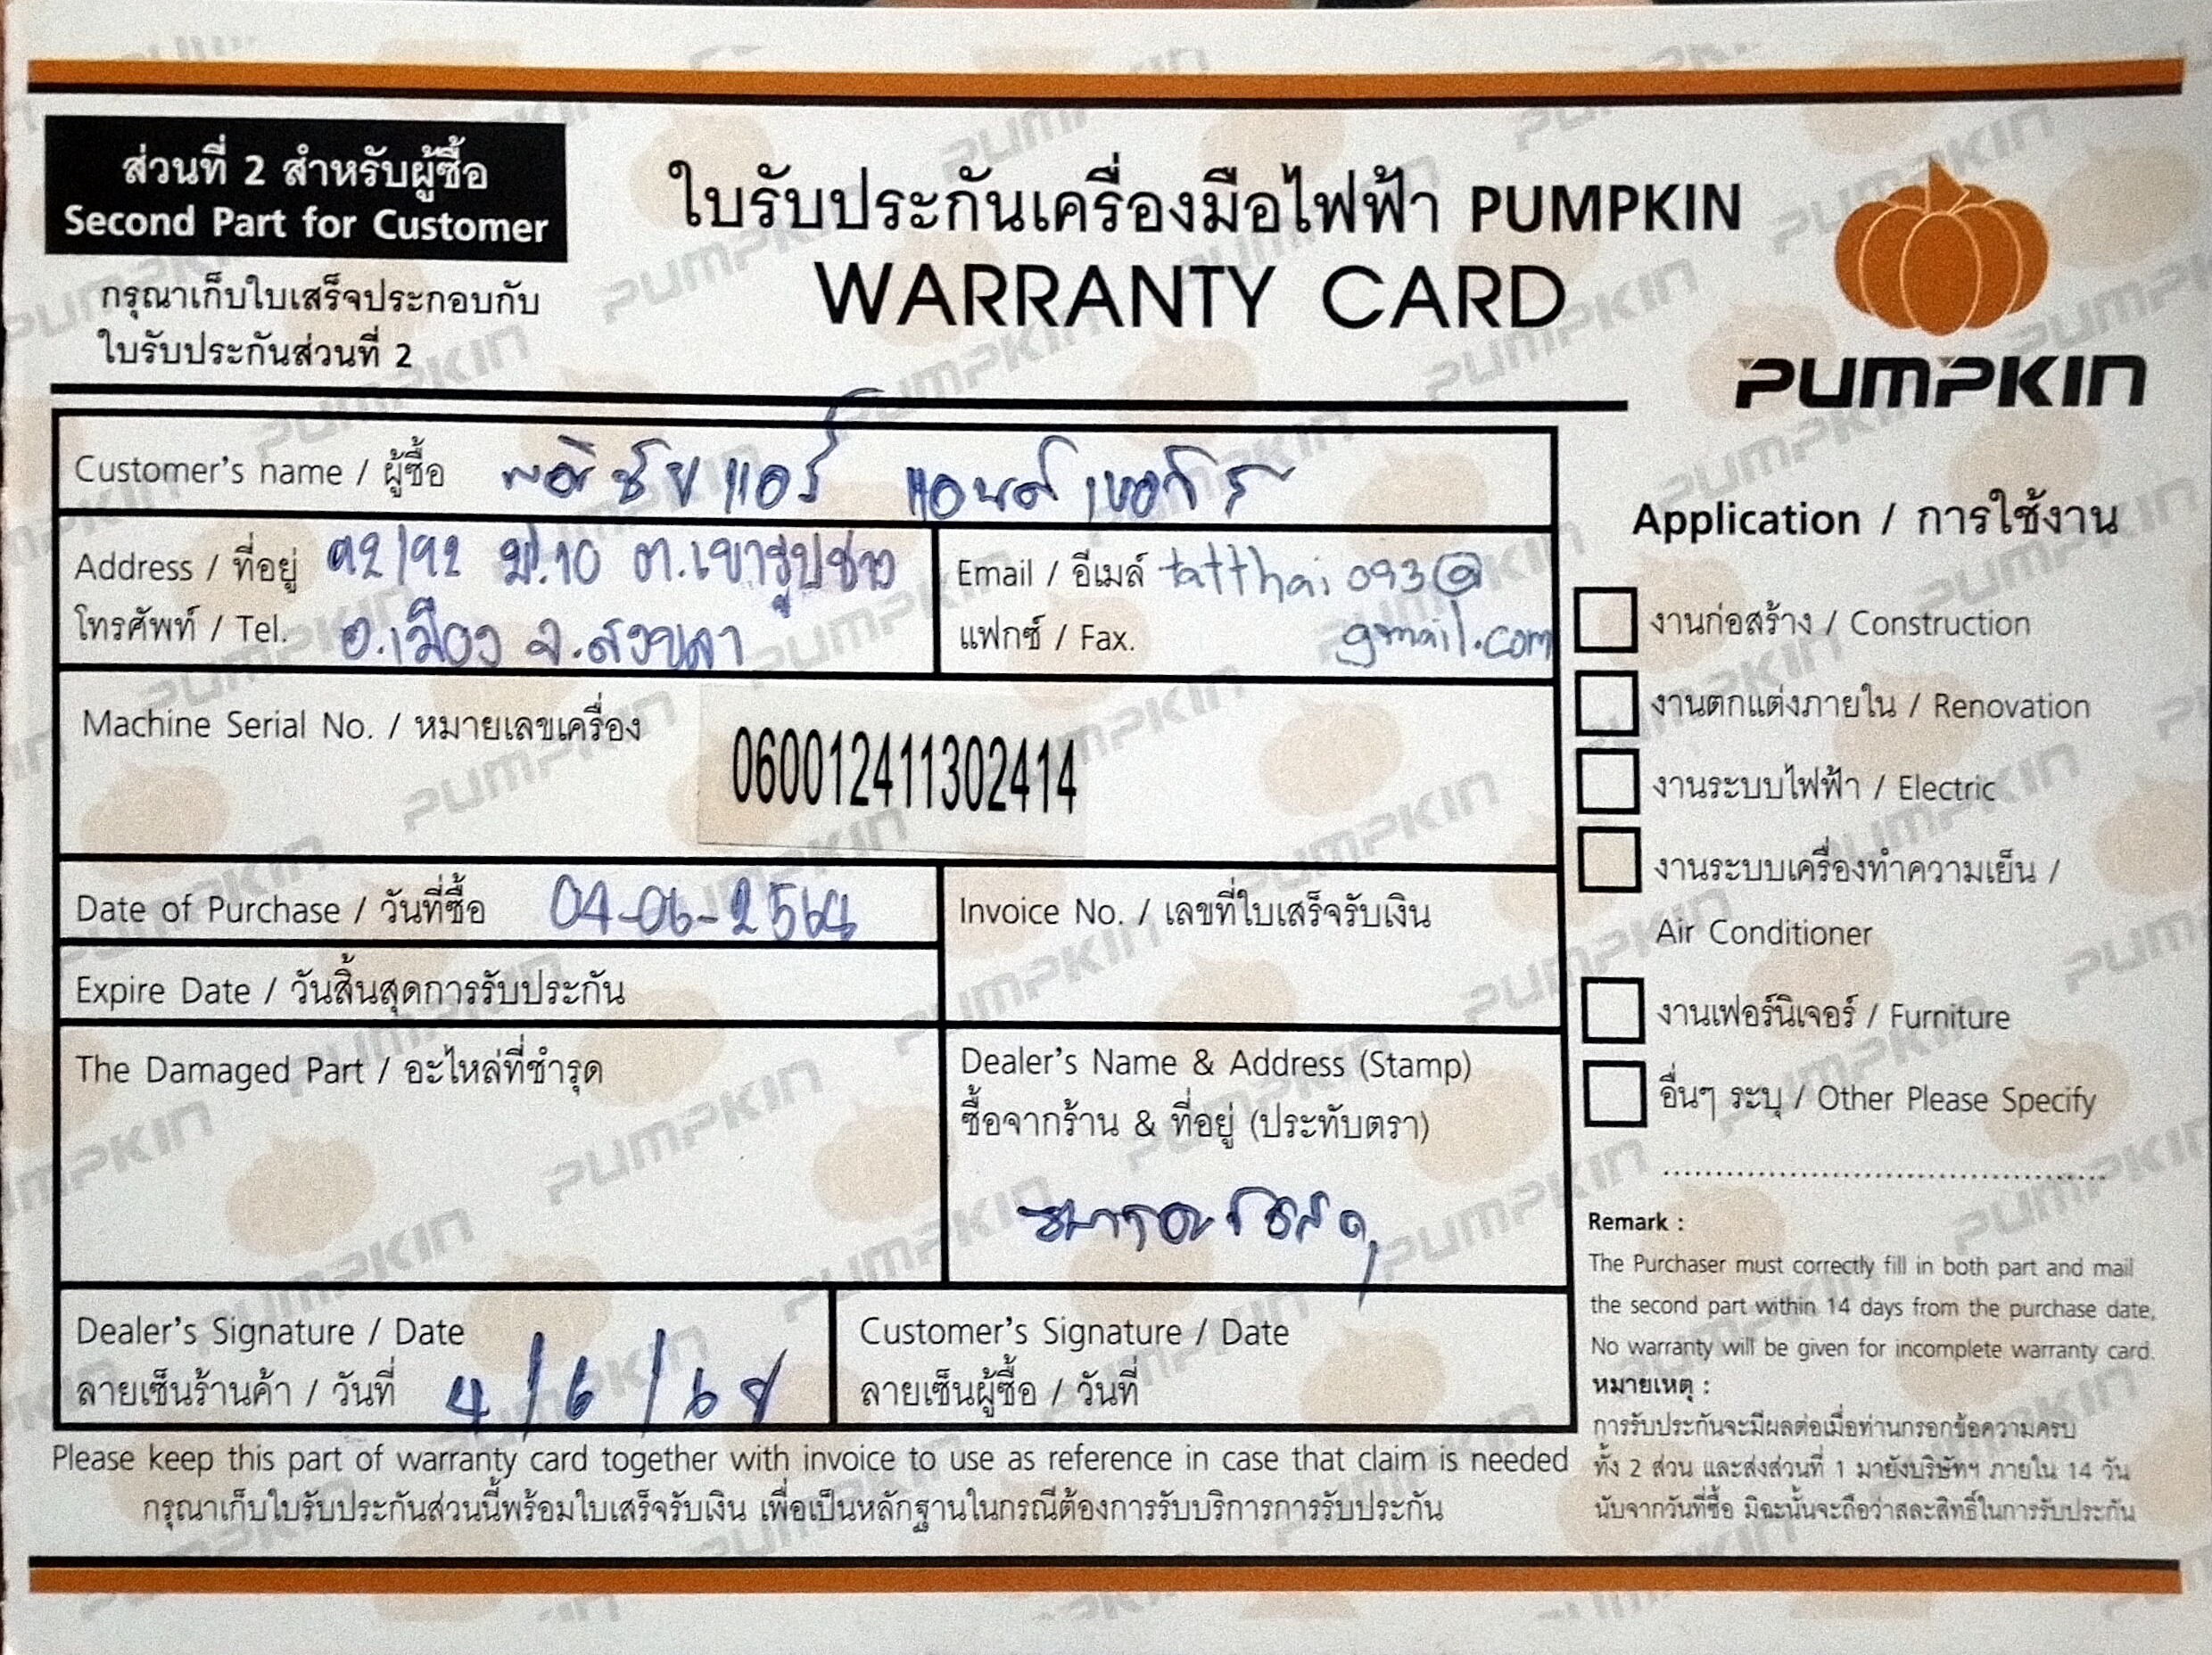 ส่วนที่ 2 สำหรับผู้ซื้อ
Second Part for Customer
กรุณาเก็บใบเสร็จประกอบกับ
ใบรับประกันส่วนที่ 2
ใบรับประกันเครื่องมือไฟฟ้า PUMPKIN
WARRANTY CARD
PUMPKIN
Customer's name / ผู้ซื้อ แอร์ แอนด์
Address / ที่อยู่ 92/92 ม.10 ต.เขารูปช้าง
โทรศัพท์ / Tel. อ.เมือง จ.สงขลา
Email / อีเมล์ tatthai093@
แฟกซ์ / Fax. gmail.com
Machine Serial No. / หมายเลขเครื่อง 060012411302414
Date of Purchase / วันที่ซื้อ 04-06-2568
Invoice No. / เลขที่ใบเสร็จรับเงิน
Expire Date / วันสิ้นสุดการรับประกัน
The Damaged Part / อะไหล่ที่ชำรุด
Dealer's Name & Address (Stamp)
ซื้อจากร้าน & ที่อยู่ (ประทับตรา)
Dealer's Signature / Date
ลายเซ็นร้านค้า / วันที่ 4/6/68
Customer's Signature / Date
ลายเซ็นผู้ซื้อ / วันที่
Please keep this part of warranty card together with invoice to use as reference in case that claim is needed
กรุณาเก็บใบรับประกันส่วนนี้พร้อมใบเสร็จรับเงิน เพื่อเป็นหลักฐานในกรณีต้องการรับบริการการรับประกัน
Application / การใช้งาน
งานก่อสร้าง / Construction
งานตกแต่งภายใน / Renovation
งานระบบไฟฟ้า / Electric
งานระบบเครื่องทำความเย็น /
Air Conditioner
งานเฟอร์นิเจอร์ / Furniture
อื่นๆ ระบุ / Other Please Specify
Remark :
The Purchaser must correctly fill in both part and mail
the second part within 14 days from the purchase date,
No warranty will be given for incomplete warranty card.
หมายเหตุ :
การรับประกันจะมีผลต่อเมื่อท่านกรอกข้อความครบ
ทั้ง 2 ส่วน และส่งส่วนที่ 1 มายังบริษัทฯ ภายใน 14 วัน
นับจากวันที่ซื้อ มิฉะนั้นจะถือว่าสละสิทธิ์ในการรับประกัน